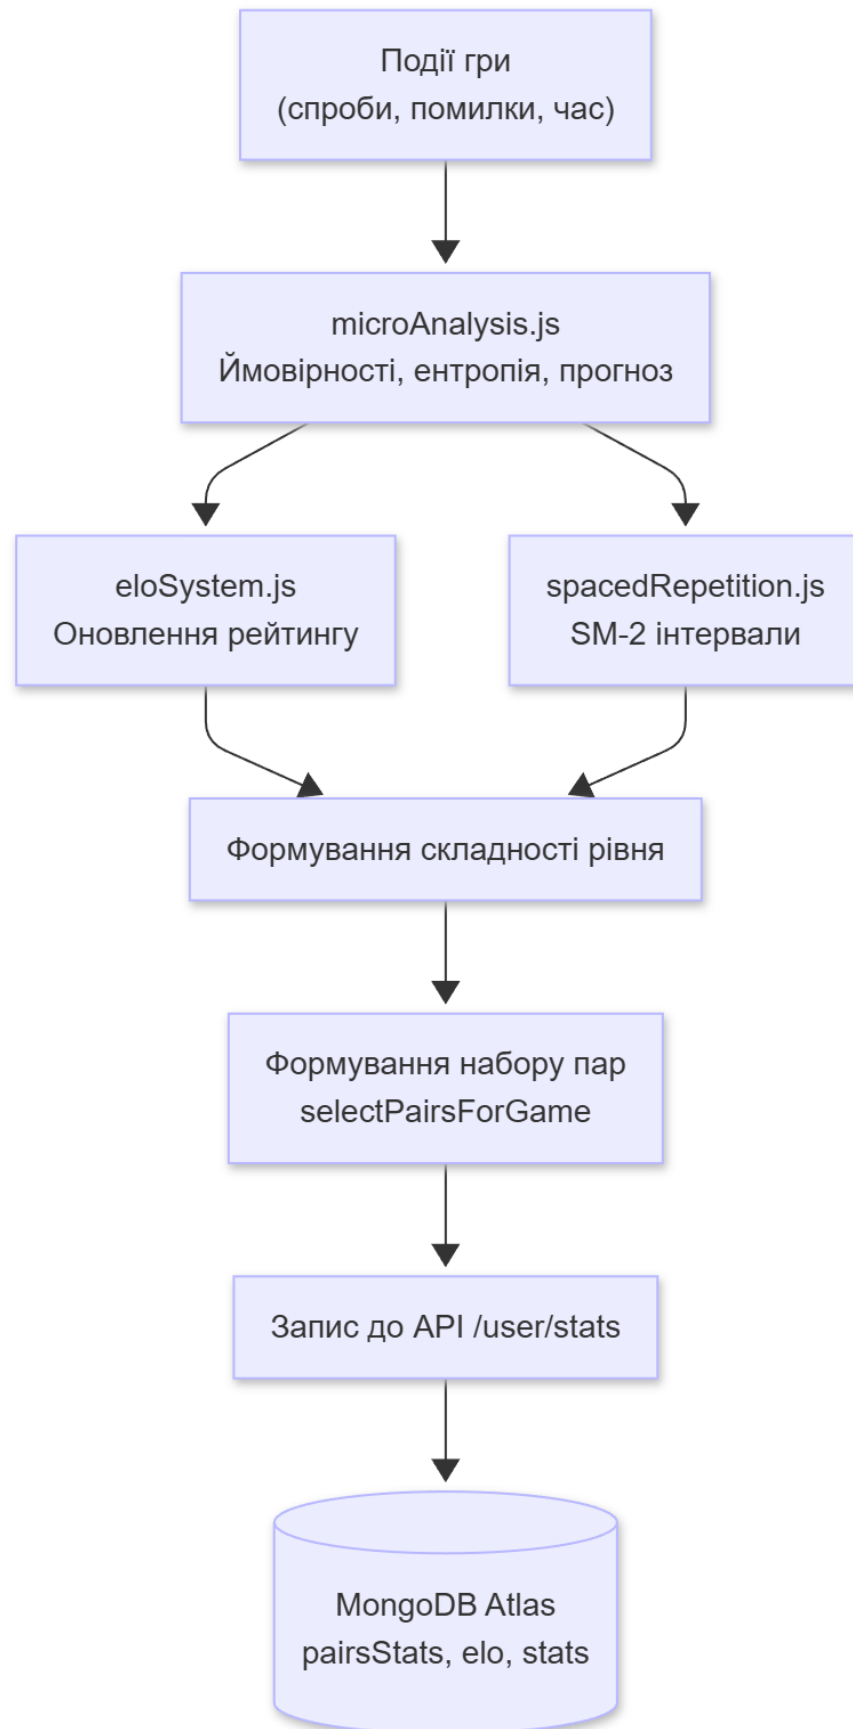 Події гри
(спроби, помилки, час)
microAnalysis.js
Ймовірності, ентропія, прогноз
eloSystem.js
Оновлення рейтингу
spacedRepetition.js
SM-2 інтервали
Формування складності рівня
Формування набору пар
selectPairsForGame
Запис до API /user/stats
MongoDB Atlas
pairsStats, elo, stats